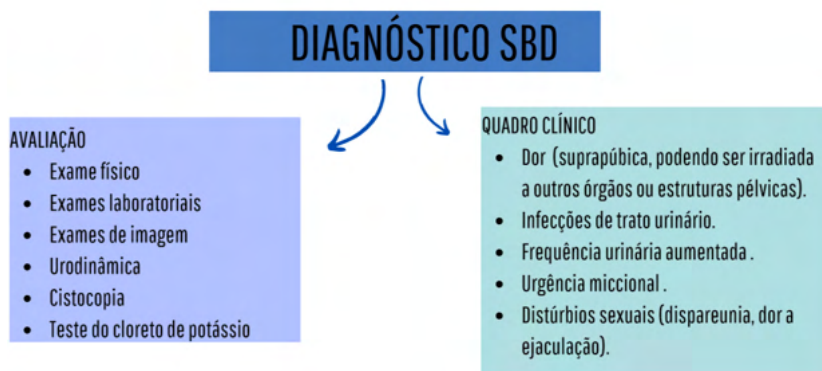 DIAGNÓSTICO SBD
AVALIAÇÃO
• Exame físico
• Exames laboratoriais
• Exames de imagem
• Urodinâmica
• Cistocopia
• Teste do cloreto de potássio
QUADRO CLÍNICO
• Dor (suprapúbica, podendo ser irradiada
a outros órgãos ou estruturas pélvicas).
• Infecções de trato urinário.
• Frequência urinária aumentada .
• Urgência miccional .
• Distúrbios sexuais (dispareunia, dor a
ejaculação).